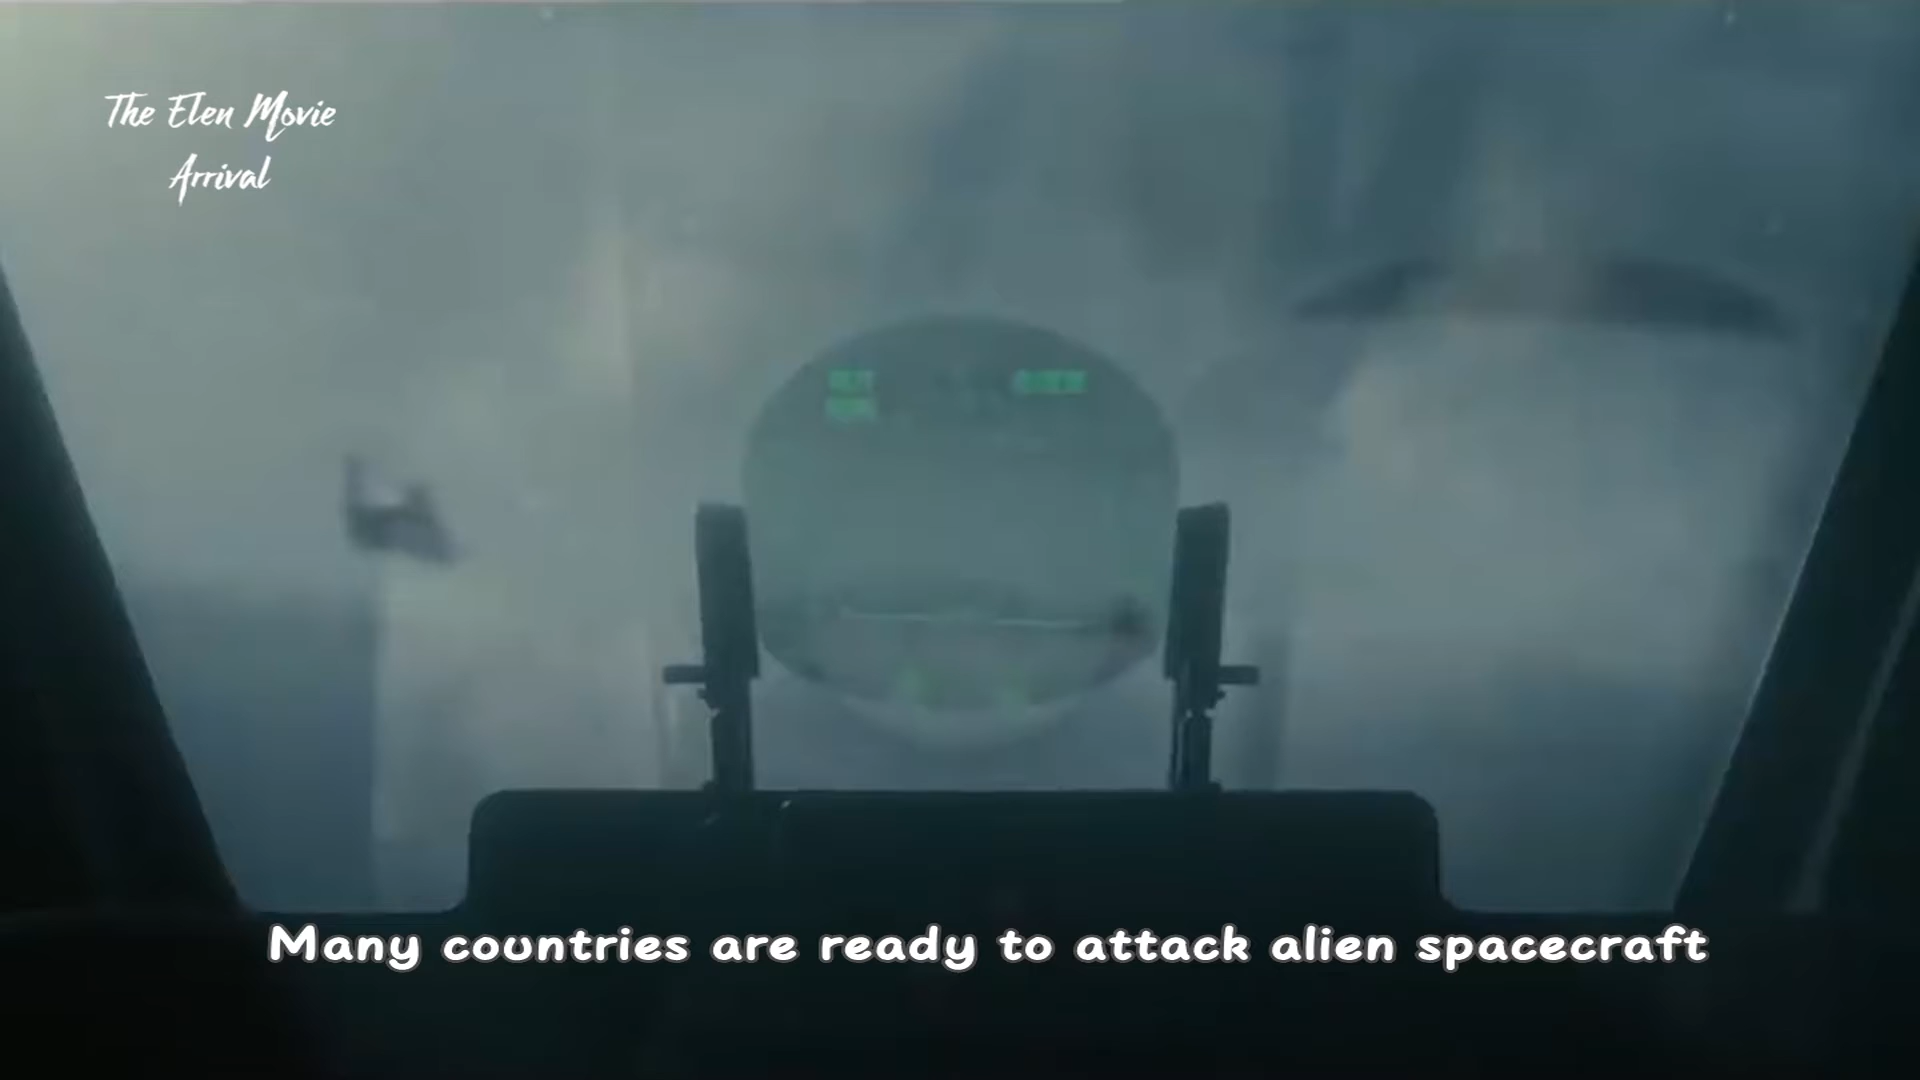 The Elen Movie
Arrival
Many countries are ready to attack alien spacecraft